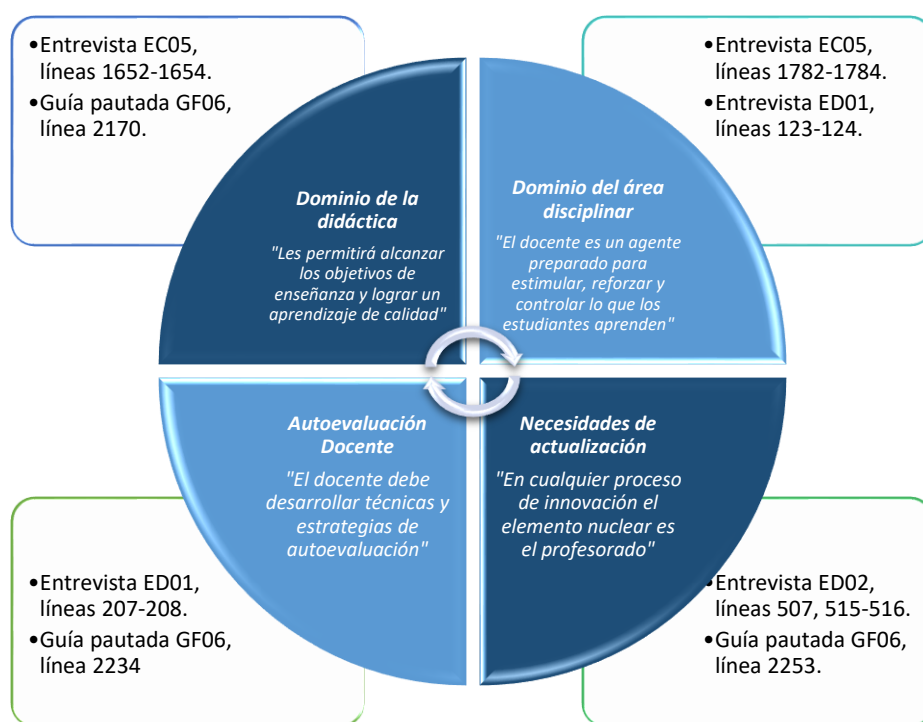 •Entrevista EC05,
líneas 1652-1654.
•Guía pautada GF06,
línea 2170.
•Entrevista EC05,
líneas 1782-1784.
•Entrevista ED01,
líneas 123-124.
Dominio de la
didáctica
"Les permitirá alcanzar
los objetivos de
enseñanza y lograr un
aprendizaje de calidad"
Dominio del área
disciplinar
"El docente es un agente
preparado para
estimular, reforzar y
controlar lo que los
estudiantes aprenden"
Autoevaluación
Docente
"El docente debe
desarrollar técnicas y
estrategias de
autoevaluación"
Necesidades de
actualización
"En cualquier proceso
de innovación el
elemento nuclear es
el profesorado"
•Entrevista ED01,
líneas 207-208.
•Guía pautada GF06,
línea 2234
•Entrevista ED02,
líneas 507, 515-516.
•Guía pautada GF06,
línea 2253.